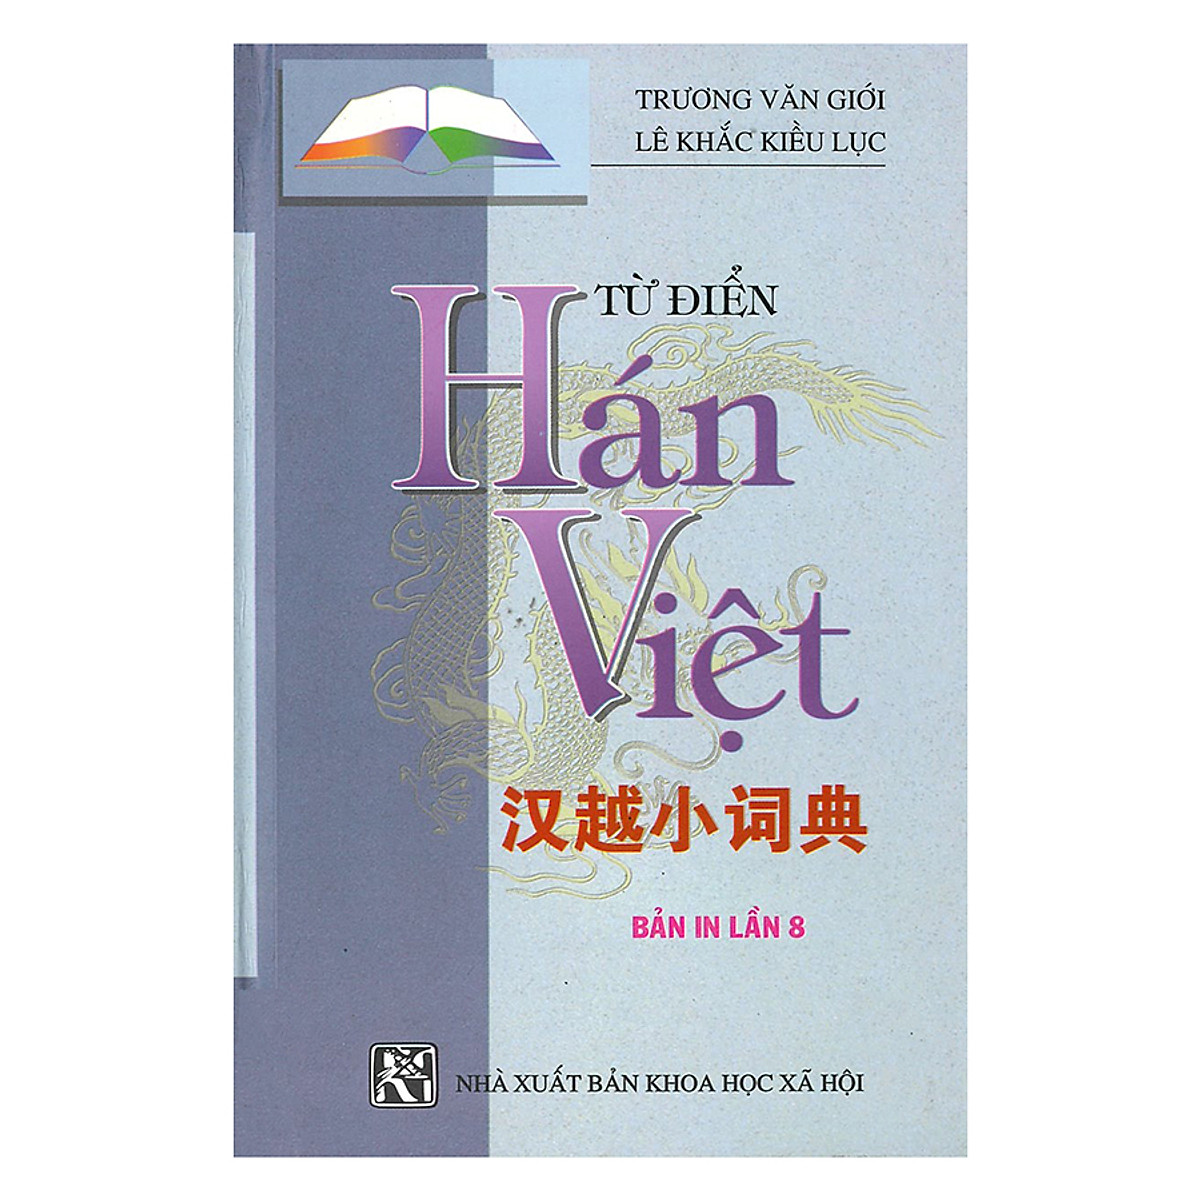 TRƯƠNG VĂN GIỚI
LÊ KHẮC KIỀU LỤC
TỪ ĐIỂN
Hán
Việt
汉越小词典
BẢN IN LẦN 8
NHÀ XUẤT BẢN KHOA HỌC XÃ HỘI